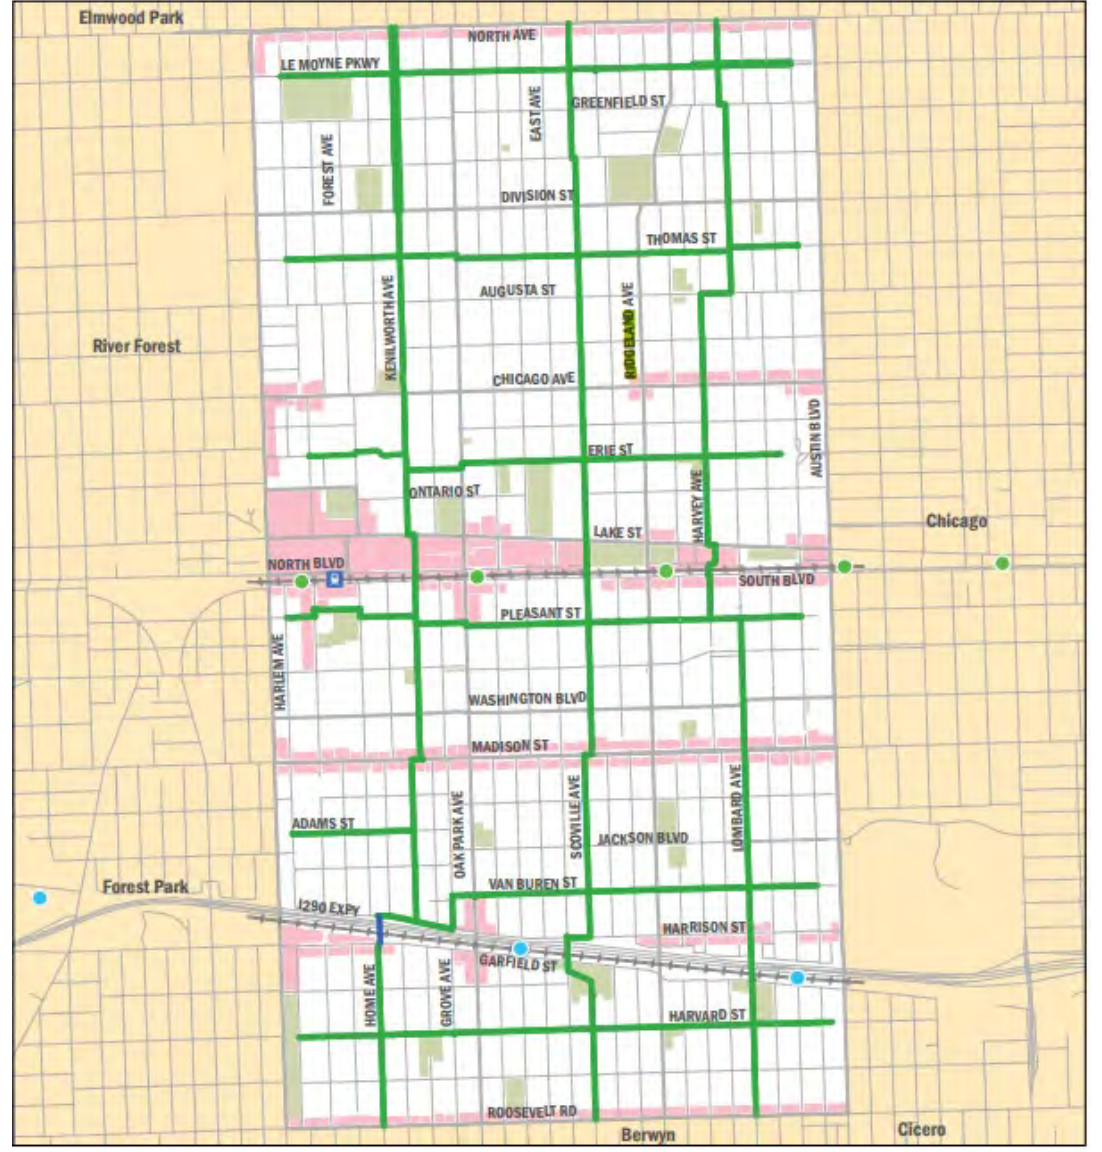 Elmwood Park
NORTH AVE
LE MOYNE PKWY
GREENFIELD ST
EAST AVE
FOREST AVE
DIVISION ST
THOMAS ST
AUGUSTA ST
KENILWORTH AVE
RIDGELAND AVE
River Forest
CHICAGO AVE
AUSTIN BLVD
ERIE ST
ONTARIO ST
HARVEY AVE
LAKE ST
Chicago
NORTH BLVD
SOUTH BLVD
PLEASANT ST
HARLEM AVE
WASHINGTON BLVD
MADISON ST
ADAMS ST
OAK PARK AVE
SCOVILLE AVE
JACKSON BLVD
LOMBARD AVE
VAN BUREN ST
Forest Park
I290 EXPY
HARRISON ST
GARFIELD ST
HOME AVE
GROVE AVE
HARVARD ST
ROOSEVELT RD
Berwyn
Cicero